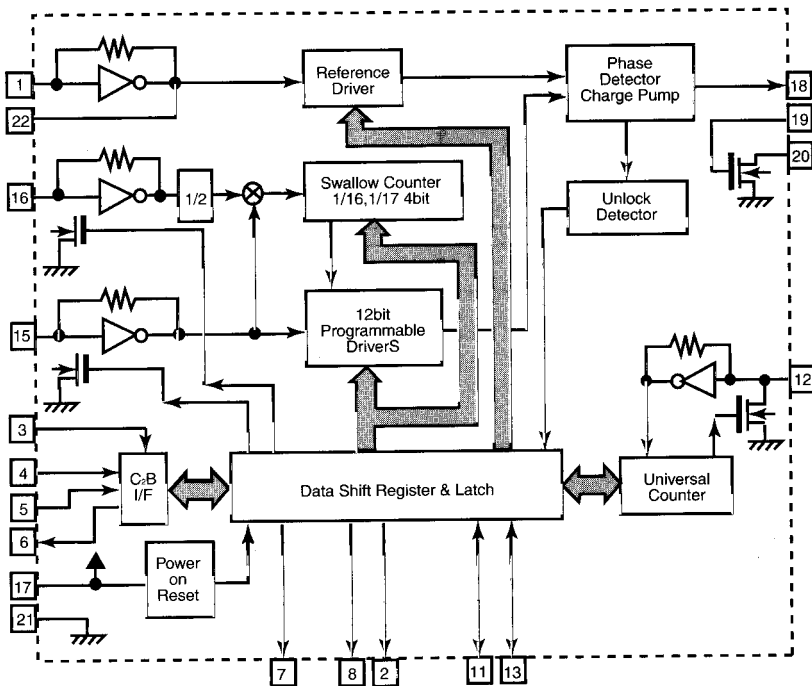 1
Reference
Driver
Phase
Detector
Charge Pump
18
22
19
20
16
1/2
Swallow Counter
1/16,1/17 4bit
Unlock
Detector
15
12bit
Programmable
DriverS
12
3
4
C₂B
I/F
5
6
Data Shift Register & Latch
Universal
Counter
17
Power
on
Reset
21
7
8
2
11
13